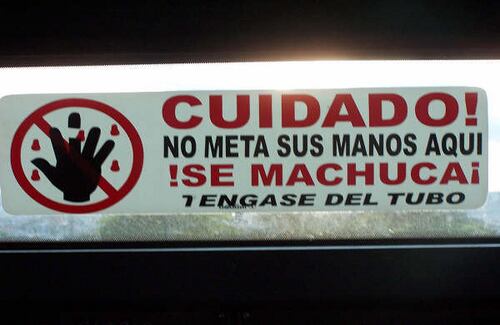 CUIDADO!
NO META SUS MANOS AQUI
!SE MACHUCA¡
TENGASE DEL TUBO